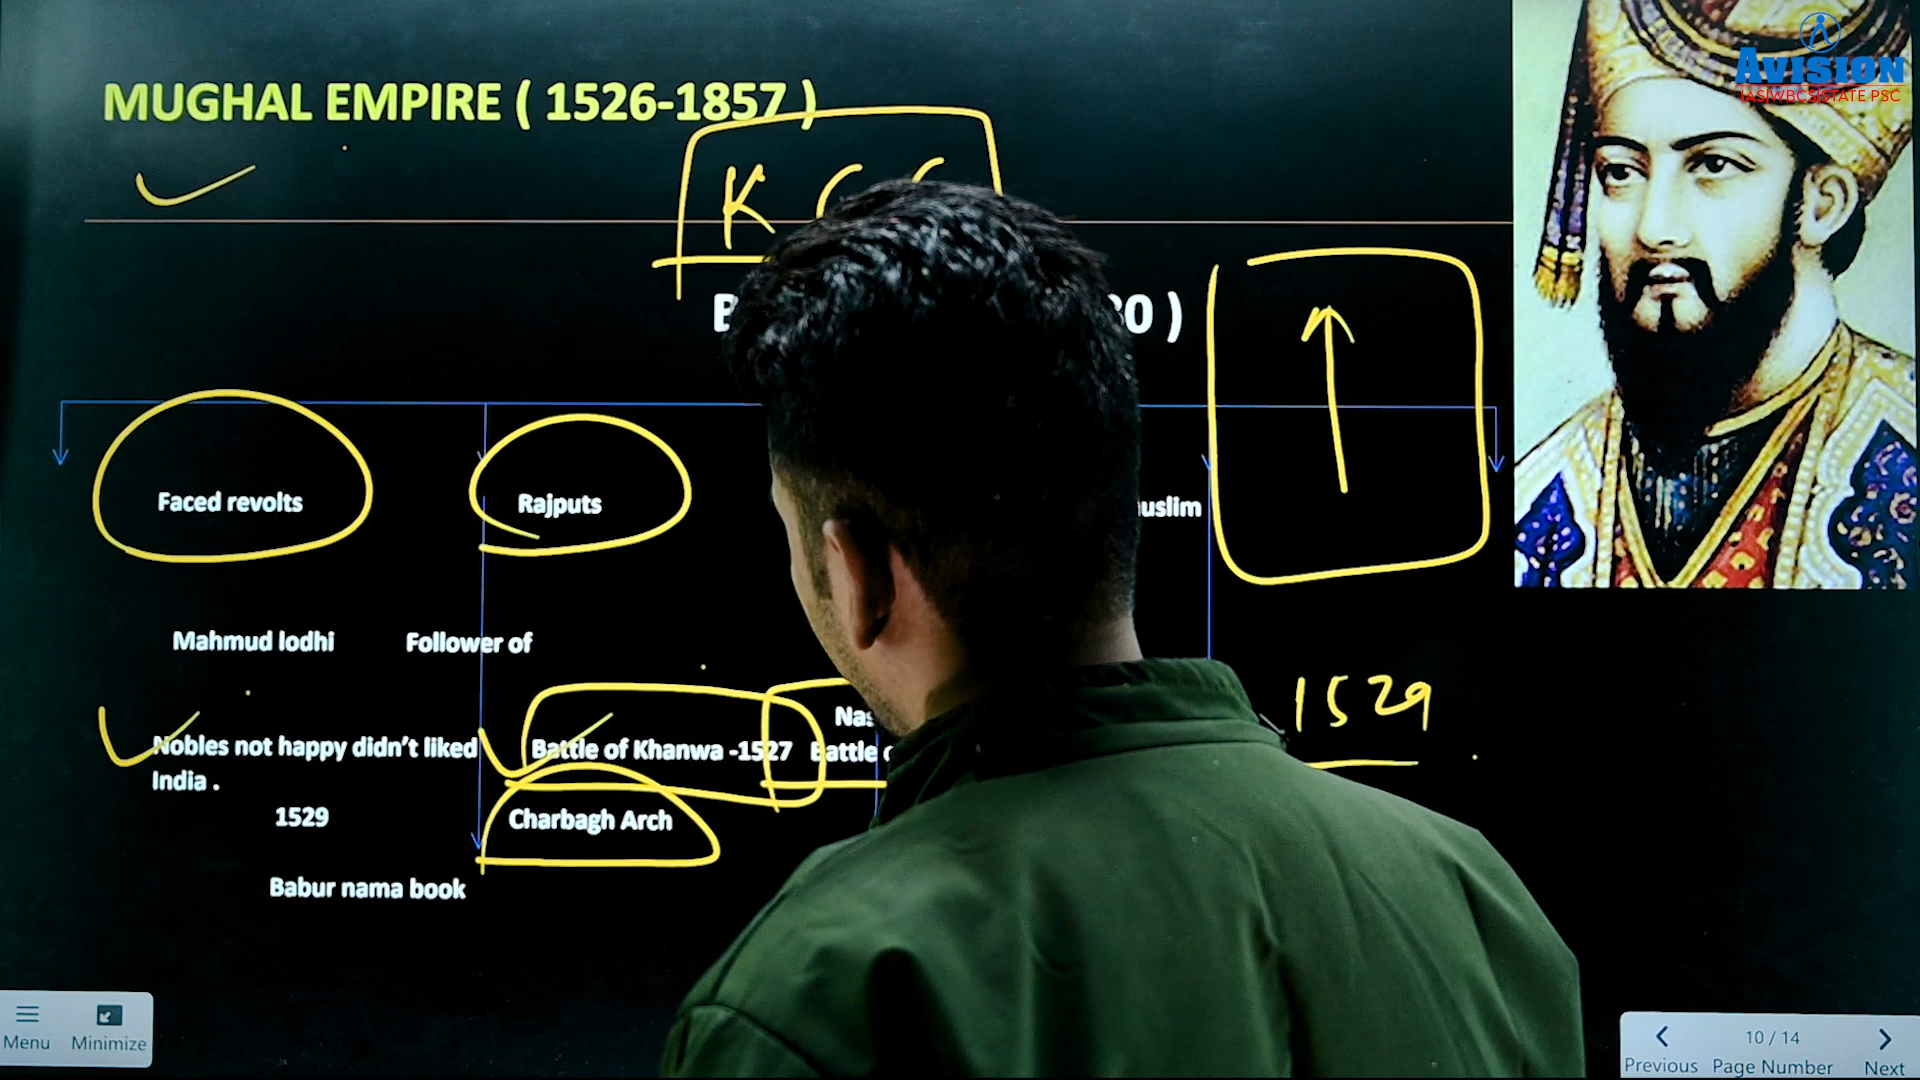 AVISION
IAS|WBCS|STATE PSC
MUGHAL EMPIRE ( 1526-1857 )
K
Faced revolts
Rajputs
Mahmud lodhi
Follower of
Nobles not happy didn't liked
India .
Battle of Khanwa -1527
Battle
1529
1529
Charbagh Arch
Babur nama book
Menu
Minimize
10 / 14
Previous
Page Number
Next